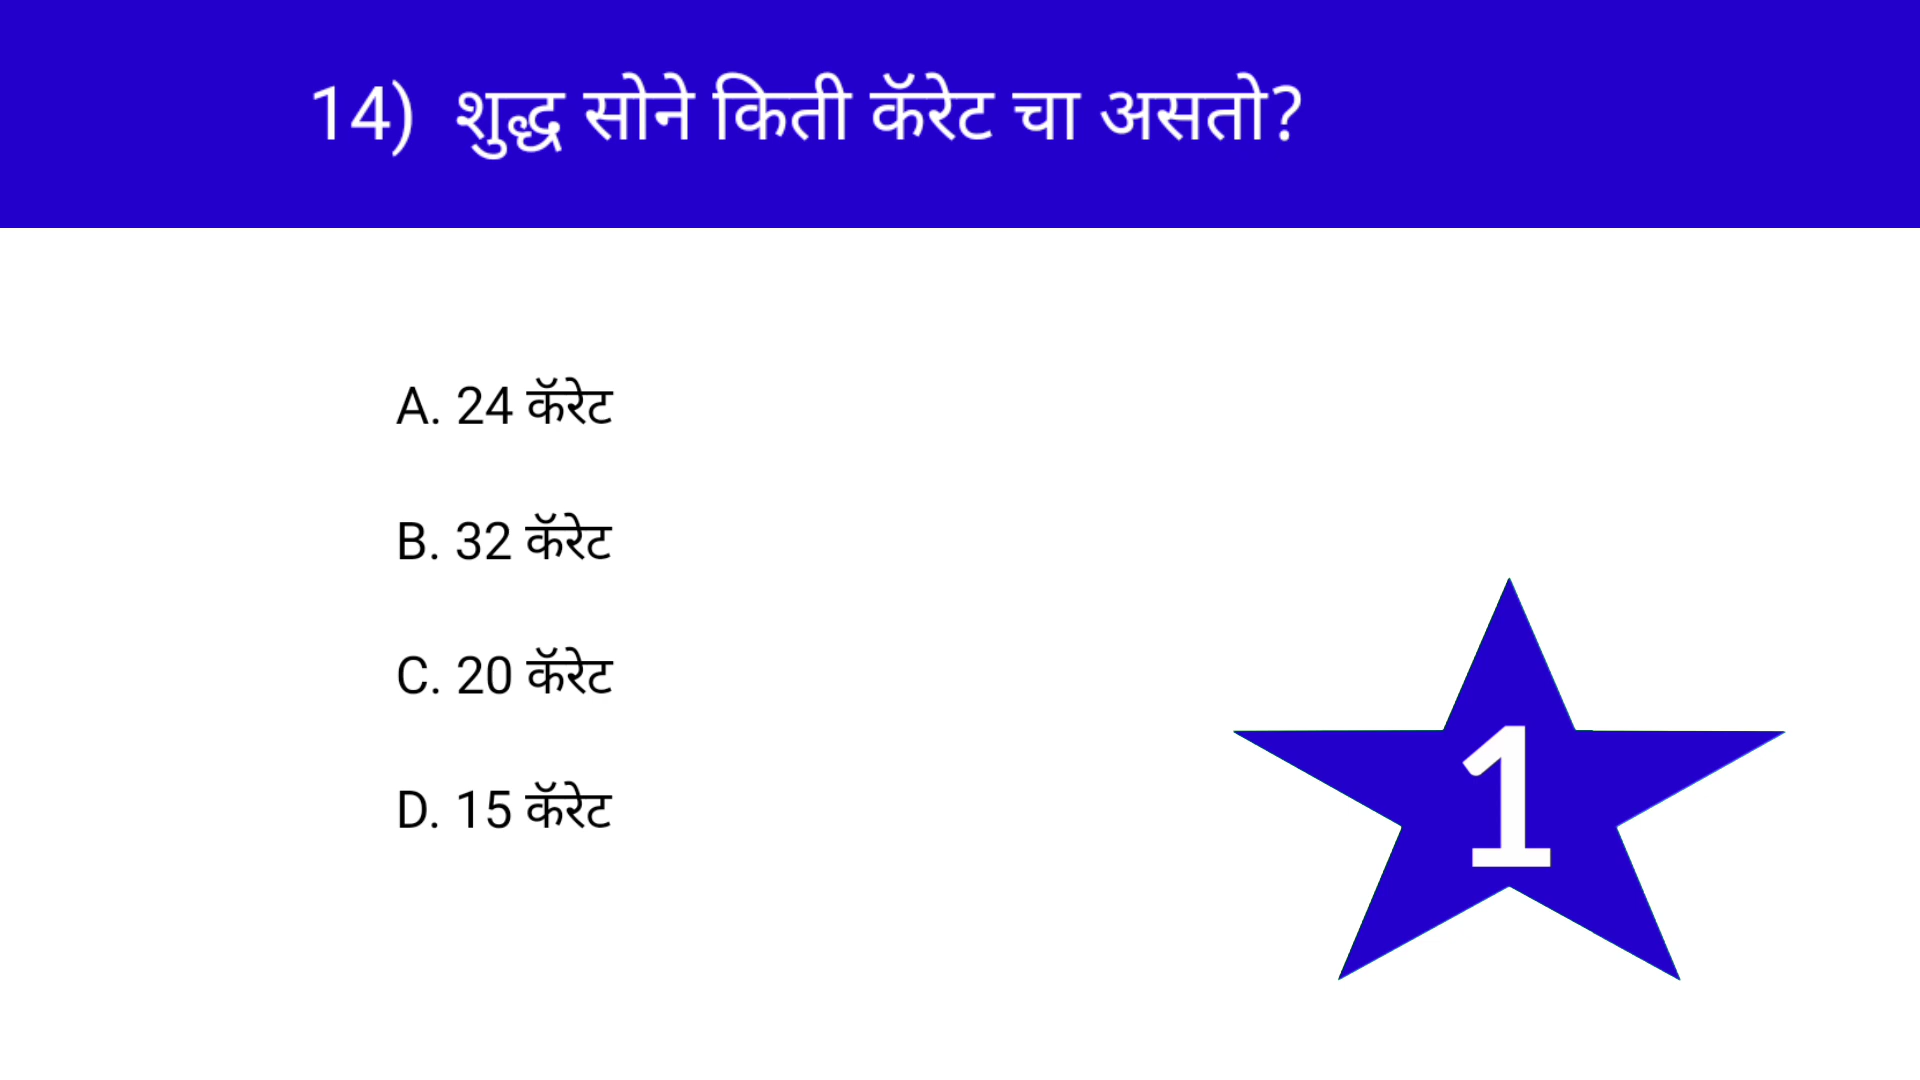 14) शुद्ध सोने किती कॅरेट चा असतो?
A. 24 कॅरेट
B. 32 कॅरेट
C. 20 कॅरेट
D. 15 कॅरेट
1